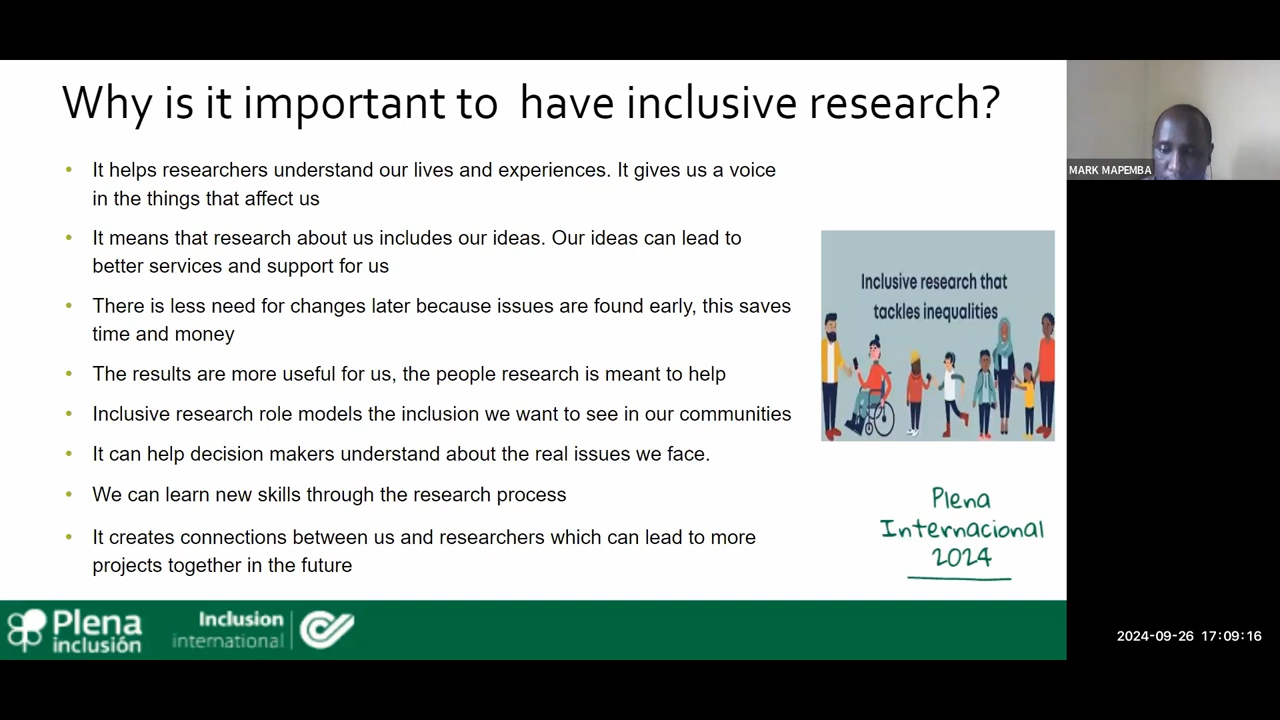 Why is it important to  have inclusive research?
• It helps researchers understand our lives and experiences. It gives us a voice
in the things that affect us
• It means that research about us includes our ideas. Our ideas can lead to
better services and support for us
• There is less need for changes later because issues are found early, this saves
time and money
• The results are more useful for us, the people research is meant to help
• Inclusive research role models the inclusion we want to see in our communities
• It can help decision makers understand about the real issues we face.
• We can learn new skills through the research process
• It creates connections between us and researchers which can lead to more
projects together in the future
Inclusive research that
tackles inequalities
Plena
Internacional
2024
Plena
inclusión
Inclusion
international
MARK MAPEMBA
2024-09-26 17:09:16